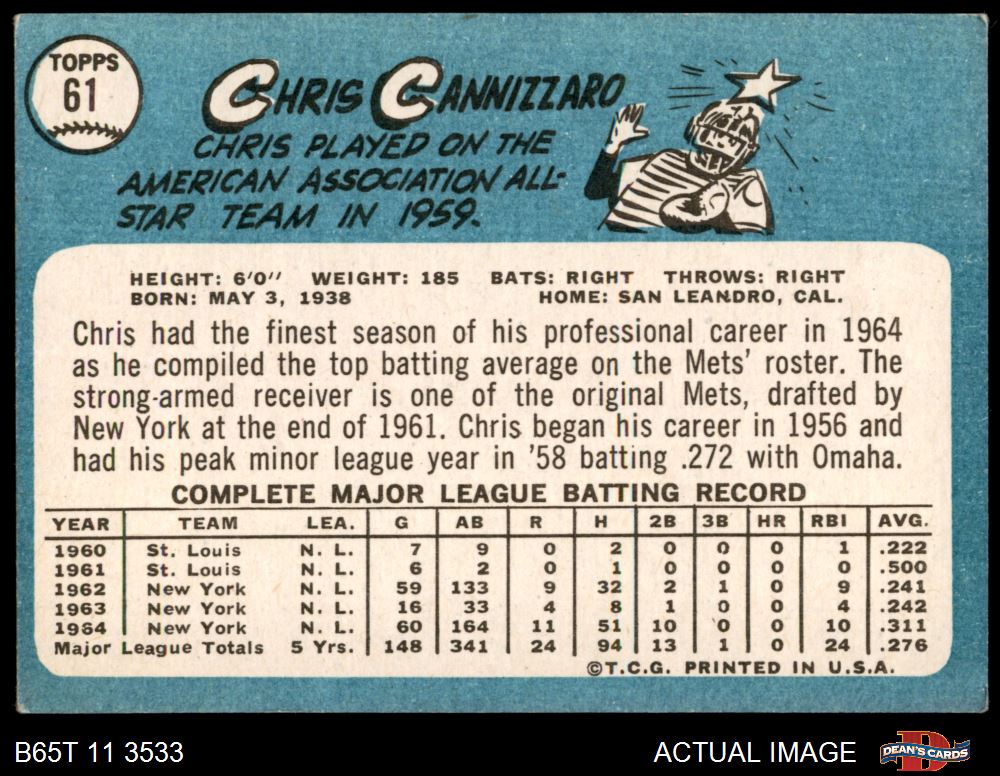 TOPPS
61
CHRIS CANNIZZARO
CHRIS PLAYED ON THE
AMERICAN ASSOCIATION ALL-
STAR TEAM IN 1959.
HEIGHT: 6'0" WEIGHT: 185 BATS: RIGHT THROWS: RIGHT
BORN: MAY 3, 1938 HOME: SAN LEANDRO, CAL.
Chris had the finest season of his professional career in 1964
as he compiled the top batting average on the Mets' roster. The
strong-armed receiver is one of the original Mets, drafted by
New York at the end of 1961. Chris began his career in 1956 and
had his peak minor league year in '58 batting .272 with Omaha.
COMPLETE MAJOR LEAGUE BATTING RECORD
YEAR TEAM LEA. G AB R H 2B 3B HR RBI AVG.
1960 St. Louis N. L. 7 9 0 2 0 0 0 1 .222
1961 St. Louis N. L. 6 2 0 1 0 0 0 0 .500
1962 New York N. L. 59 133 9 32 2 1 0 9 .241
1963 New York N. L. 16 33 4 8 1 0 0 4 .242
1964 New York N. L. 60 164 11 51 10 0 0 10 .311
Major League Totals 5 Yrs. 148 341 24 94 13 1 0 24 .276
©T.C.G. PRINTED IN U.S.A.
B65T 11 3533 ACTUAL IMAGE DEAN'S CARDS